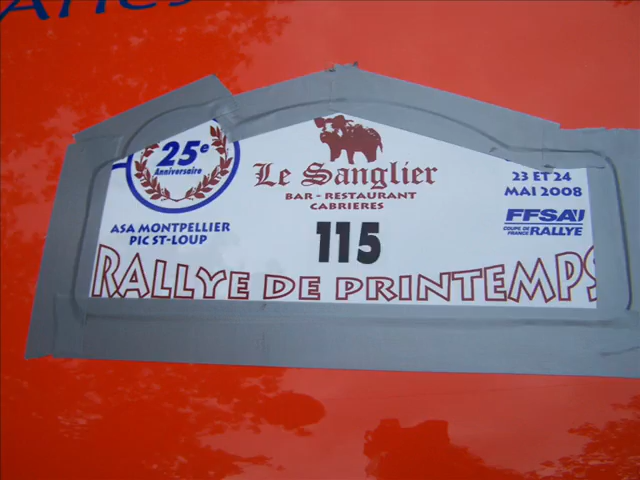 25e
Anniversaire
ASA MONTPELLIER
PIC ST-LOUP
Le Sanglier
BAR - RESTAURANT
CABRIERES
115
23 ET 24
MAI 2008
FFSA
COUPE DE
FRANCE RALLYE
RALLYE DE PRINTEMPS